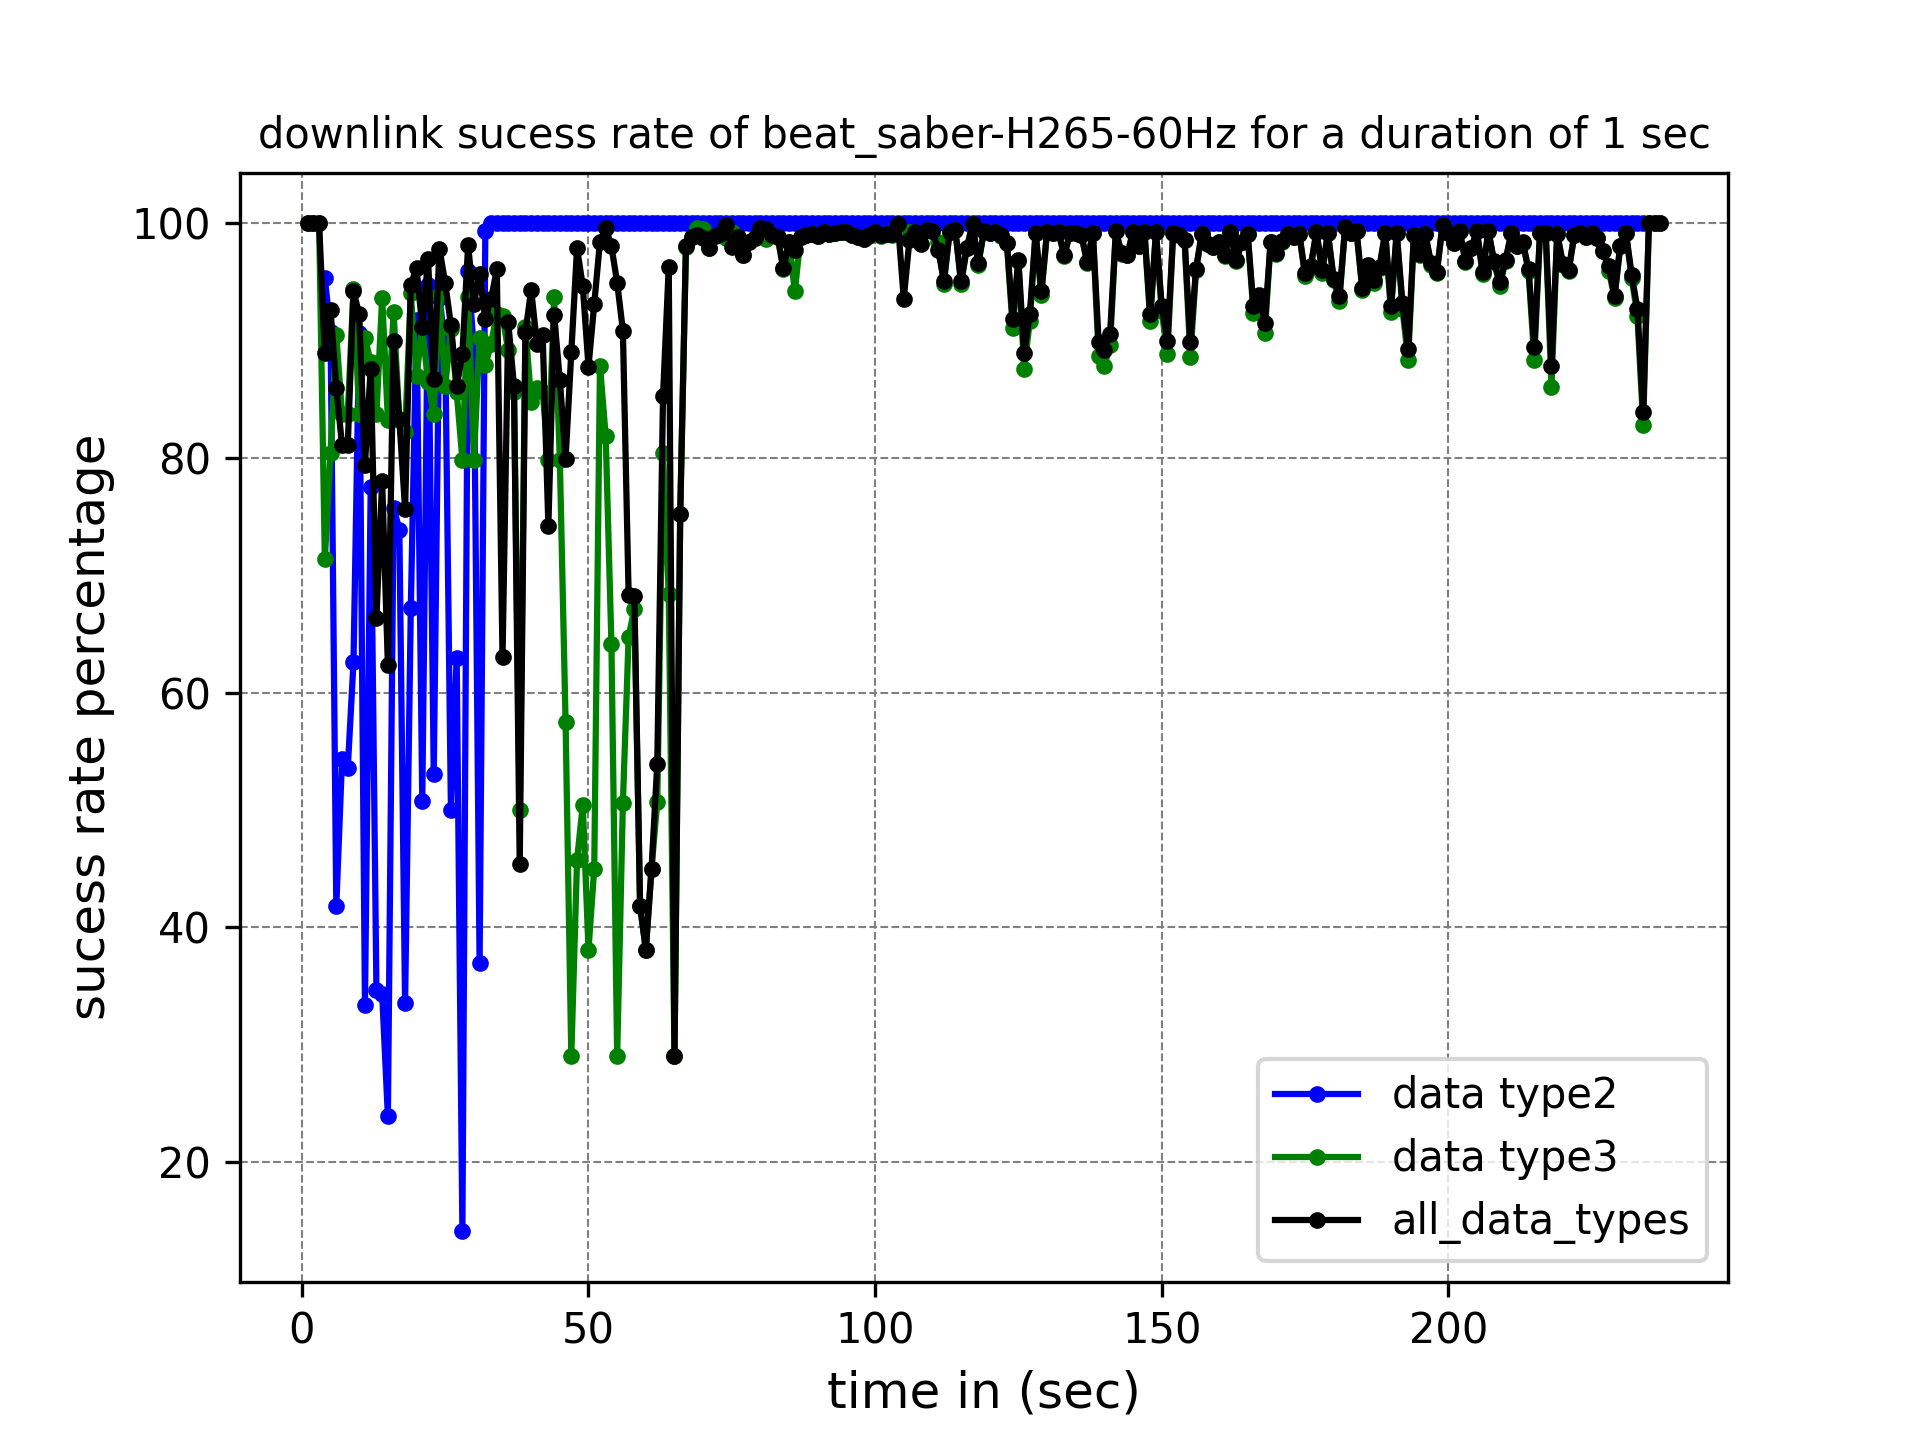 downlink sucess rate of beat_saber-H265-60Hz for a duration of 1 sec
sucess rate percentage
100
80
60
40
20
0 50 100 150 200
time in (sec)
data type2
data type3
all_data_types